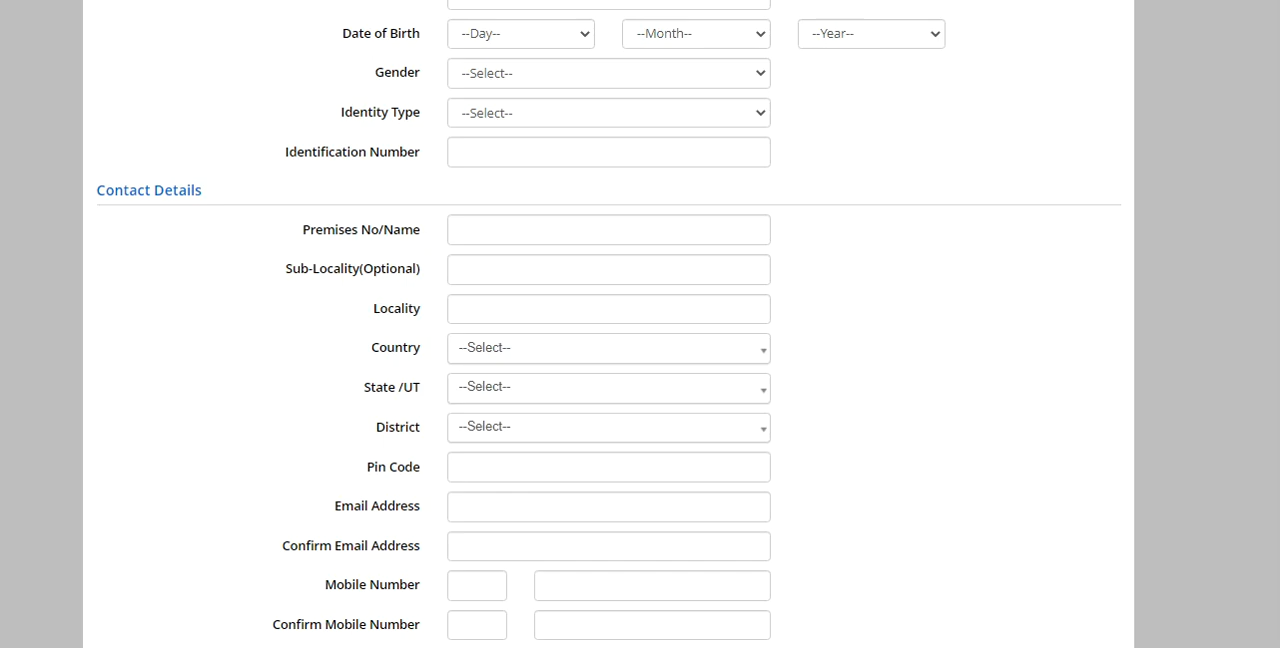 Date of Birth --Day-- --Month-- --Year--
Gender --Select--
Identity Type --Select--
Identification Number
Contact Details
Premises No/Name
Sub-Locality(Optional)
Locality
Country --Select--
State /UT --Select--
District --Select--
Pin Code
Email Address
Confirm Email Address
Mobile Number
Confirm Mobile Number